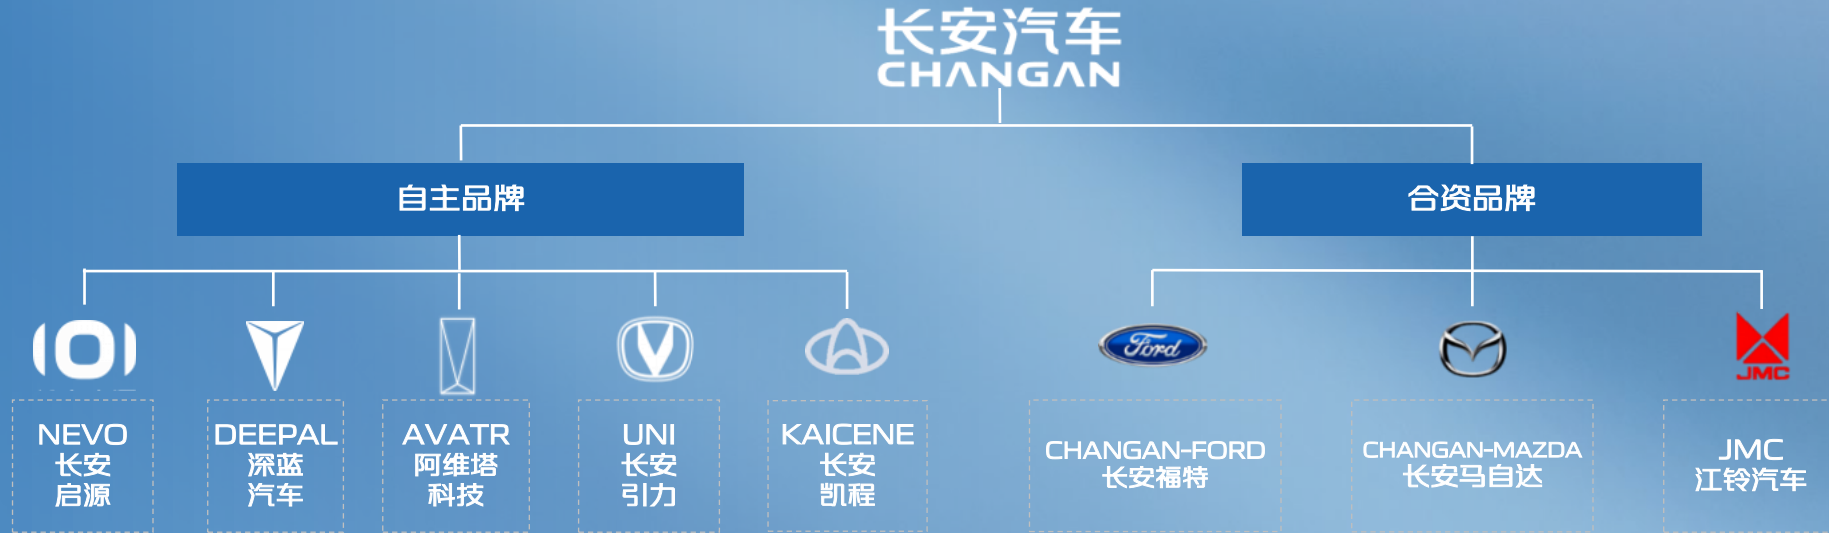 长安汽车
CHANGAN
自主品牌
合资品牌
Ford
JMC
NEVO
长安
启源
DEEPAL
深蓝
汽车
AVATR
阿维塔
科技
UNI
长安
引力
KAICENE
长安
凯程
CHANGAN-FORD
长安福特
CHANGAN-MAZDA
长安马自达
JMC
江铃汽车